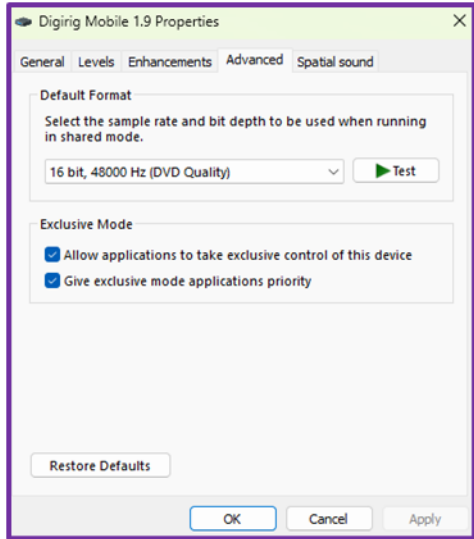 Digirig Mobile 1.9 Properties
General Levels Enhancements Advanced Spatial sound
Default Format
Select the sample rate and bit depth to be used when running
in shared mode.
16 bit, 48000 Hz (DVD Quality)
Test
Exclusive Mode
Allow applications to take exclusive control of this device
Give exclusive mode applications priority
Restore Defaults
OK Cancel Apply